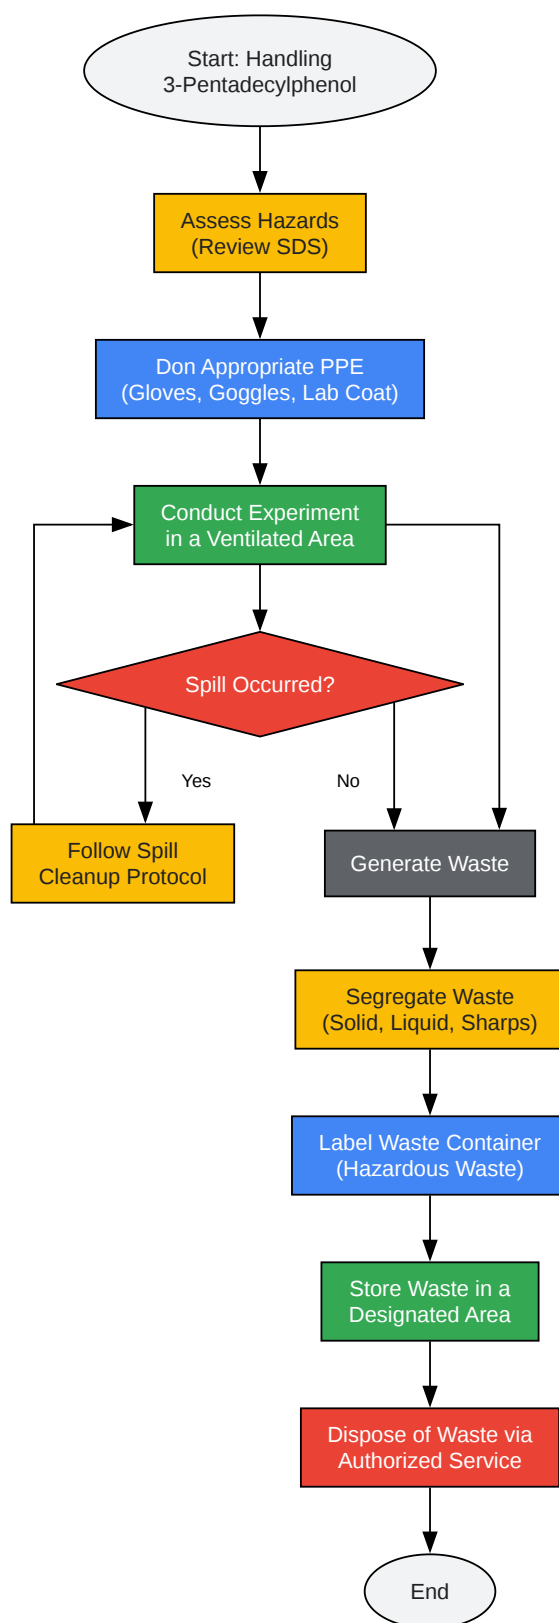 Start: Handling
3-Pentadecylphenol
Assess Hazards
(Review SDS)
Don Appropriate PPE
(Gloves, Goggles, Lab Coat)
Conduct Experiment
in a Ventilated Area
Spill Occurred?
Yes
No
Follow Spill
Cleanup Protocol
Generate Waste
Segregate Waste
(Solid, Liquid, Sharps)
Label Waste Container
(Hazardous Waste)
Store Waste in a
Designated Area
Dispose of Waste via
Authorized Service
End